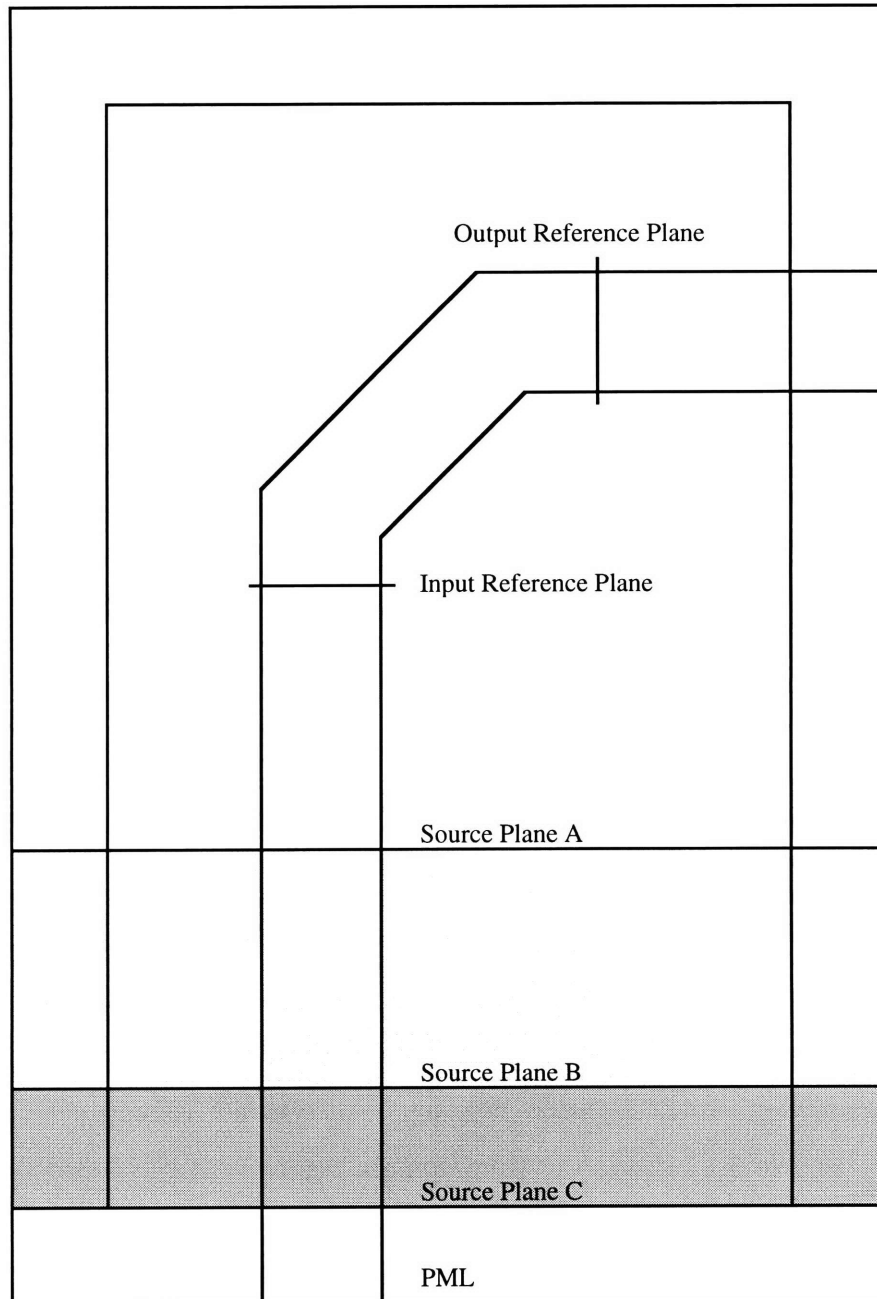 Output Reference Plane
Input Reference Plane
Source Plane A
Source Plane B
Source Plane C
PML